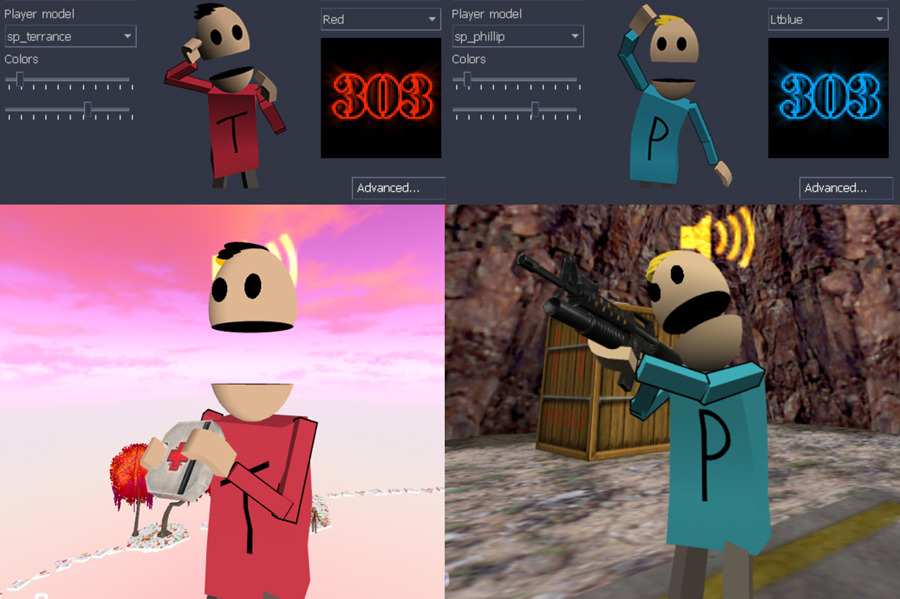 Player model
sp_terrance
Colors
Red
303
Advanced...
T
Player model
sp_phillip
Colors
Ltblue
303
Advanced...
P
T
P